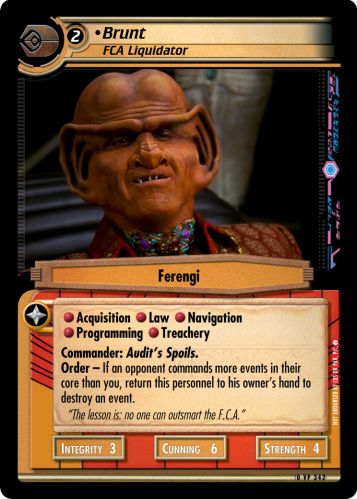 2
•Brunt
FCA Liquidator
Ferengi
Acquisition Law Navigation
Programming Treachery
Commander: Audit's Spoils.
Order – If an opponent commands more events in their
core than you, return this personnel to his owner's hand to
destroy an event.
"The lesson is: no one can outsmart the F.C.A."
INTEGRITY 3 CUNNING 6 STRENGTH 4
0 VP 242